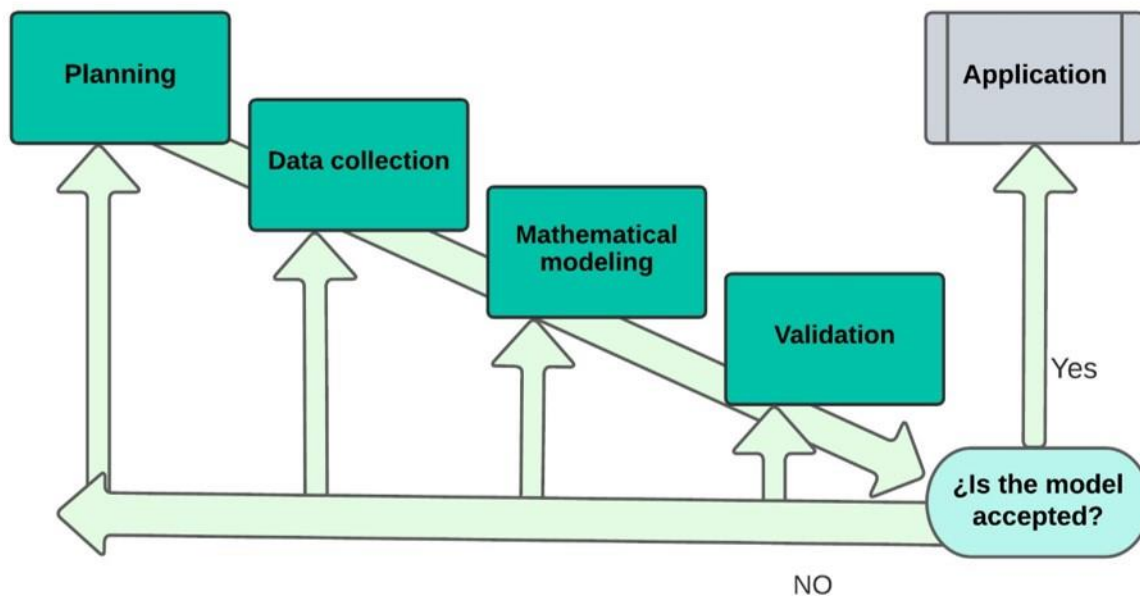 Planning
Application
Data collection
Mathematical
modeling
Validation
Yes
¿Is the model
accepted?
NO